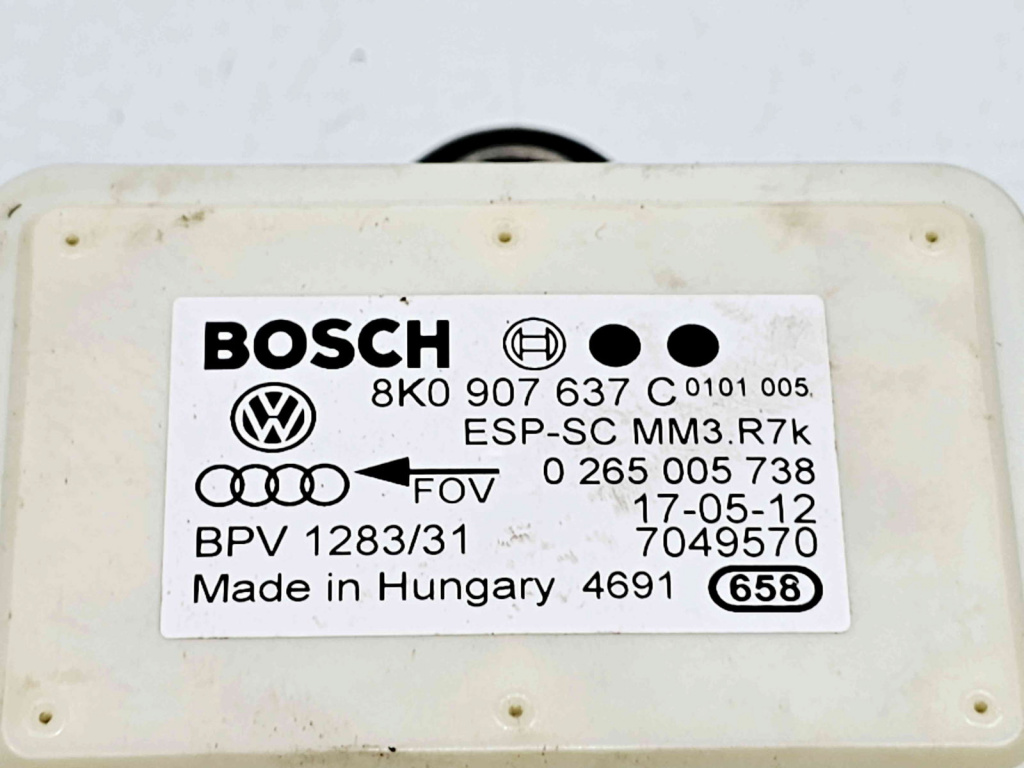 BOSCH
8K0 907 637 C 0101 005.
ESP-SC MM3.R7k
FOV 0 265 005 738
17-05-12
BPV 1283/31 7049570
Made in Hungary 4691 658